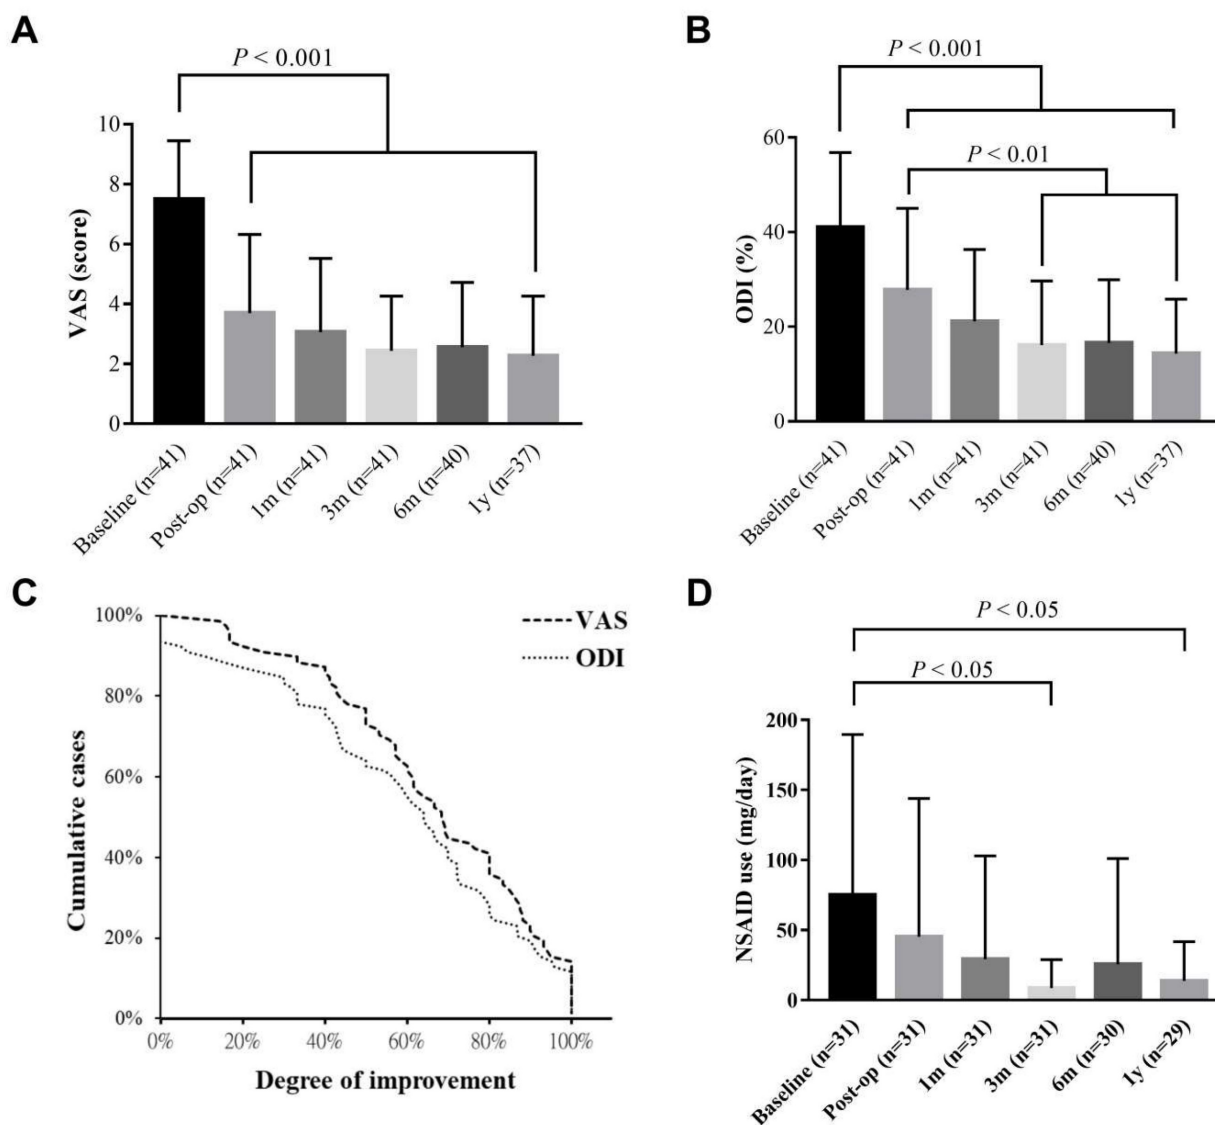 A
P < 0.001
VAS (score)
10
8
6
4
2
0
Baseline (n=41)
Post-op (n=41)
1m (n=41)
3m (n=41)
6m (n=40)
1y (n=37)
B
P < 0.001
P < 0.01
ODI (%)
60
40
20
0
Baseline (n=41)
Post-op (n=41)
1m (n=41)
3m (n=41)
6m (n=40)
1y (n=37)
C
VAS
ODI
Cumulative cases
100%
80%
60%
40%
20%
0%
0% 20% 40% 60% 80% 100%
Degree of improvement
D
P < 0.05
P < 0.05
NSAID use (mg/day)
200
150
100
50
0
Baseline (n=31)
Post-op (n=31)
1m (n=31)
3m (n=31)
6m (n=30)
1y (n=29)